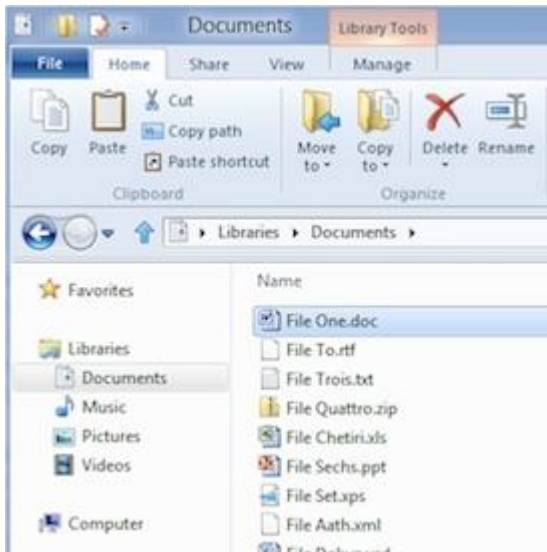 Documents
Library Tools
File Home Share View Manage
Cut
Copy path
Paste shortcut
Copy Paste Move to Copy to Delete Rename
Clipboard Organize
Libraries Documents
Name
Favorites
Libraries
Documents
Music
Pictures
Videos
Computer
File One.doc
File To.rtf
File Trois.txt
File Quattro.zip
File Chetiri.xls
File Sechs.ppt
File Set.xps
File Aath.xml